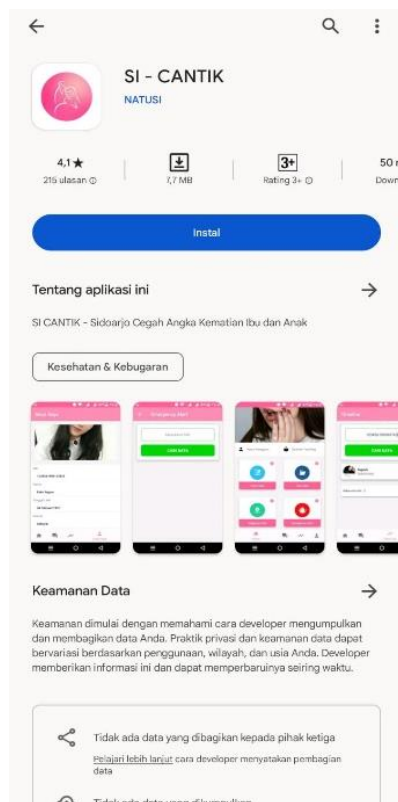 SI - CANTIK
NATUSI
4,1★
215 ulasan
7,7 MB
3+
Rating 3+
50 r
Down
Instal
Tentang aplikasi ini
SI CANTIK - Sidoarjo Cegah Angka Kematian Ibu dan Anak
Kesehatan & Kebugaran
Emergency Alert
CARI DATA
Keamanan Data
Keamanan dimulai dengan memahami cara developer mengumpulkan
dan membagikan data Anda. Praktik privasi dan keamanan data dapat
bervariasi berdasarkan penggunaan, wilayah, dan usia Anda. Developer
memberikan informasi ini dan dapat memperbaruinya seiring waktu.
Tidak ada data yang dibagikan kepada pihak ketiga
Pelajari lebih lanjut cara developer menyatakan pembagian
data
Tidak ada data yang dikumpulkan